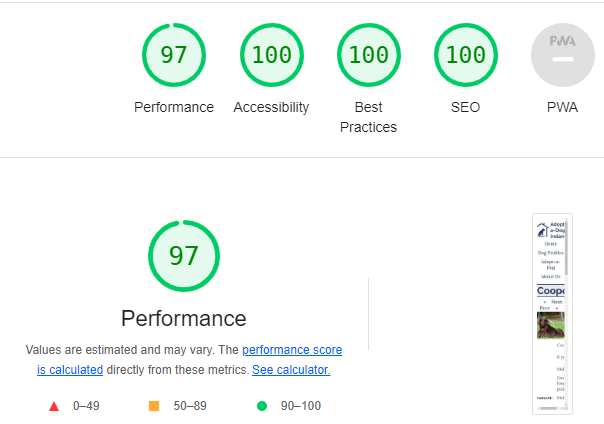 97
100
100
100
PWA
Performance
Accessibility
Best
Practices
SEO
PWA
97
Performance
Values are estimated and may vary. The performance score
is calculated directly from these metrics. See calculator.
0–49
50–89
90–100
Adopt
a-Dog
Irelan
Home
Dog Profiles
Adopt-a-
Dog
About Us
Coope
Next
Prev